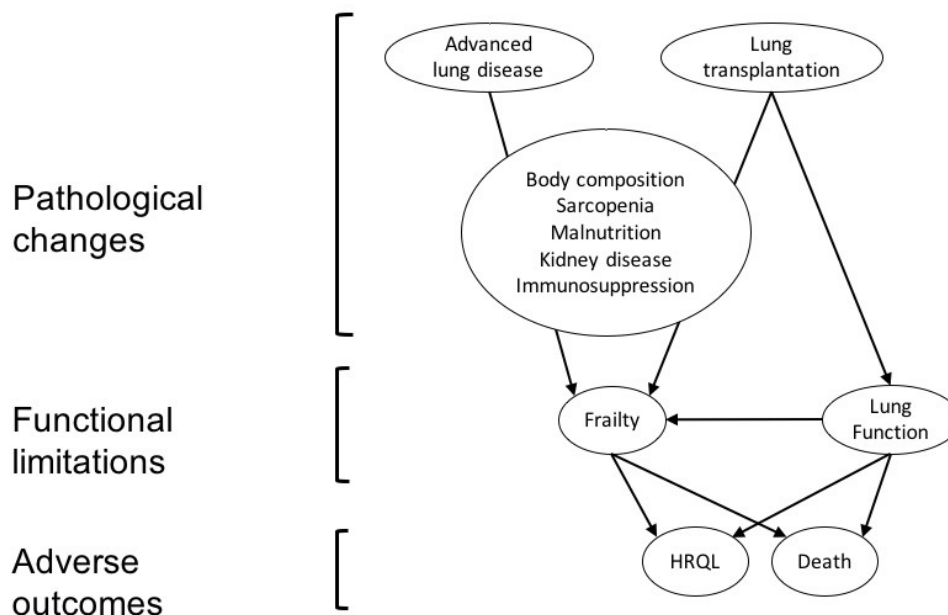 Advanced
lung disease
Lung
transplantation
Pathological
changes
Body composition
Sarcopenia
Malnutrition
Kidney disease
Immunosuppression
Functional
limitations
Frailty
Lung
Function
Adverse
outcomes
HRQL
Death